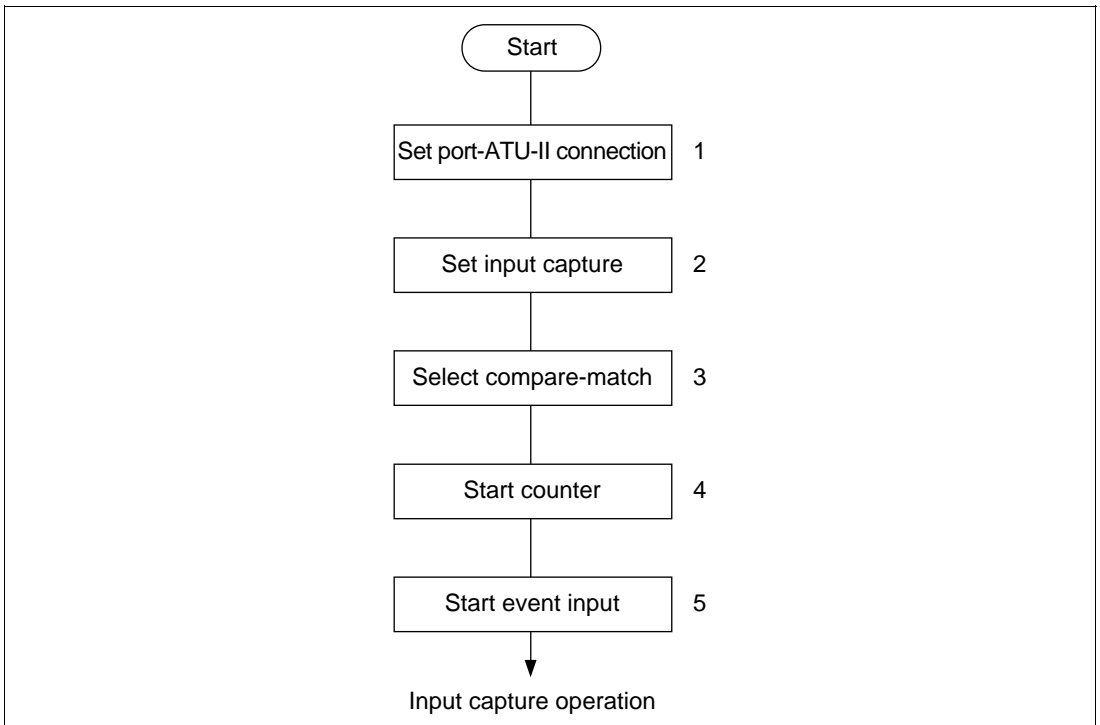 Start
Set port-ATU-II connection 1
Set input capture 2
Select compare-match 3
Start counter 4
Start event input 5
Input capture operation